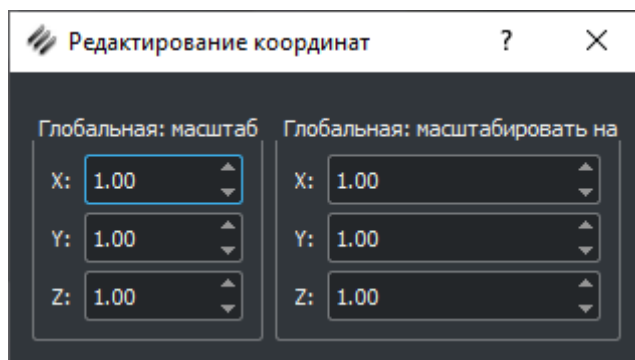 Редактирование координат ?
Глобальная: масштаб Глобальная: масштабировать на
X: 1.00 X: 1.00
Y: 1.00 Y: 1.00
Z: 1.00 Z: 1.00